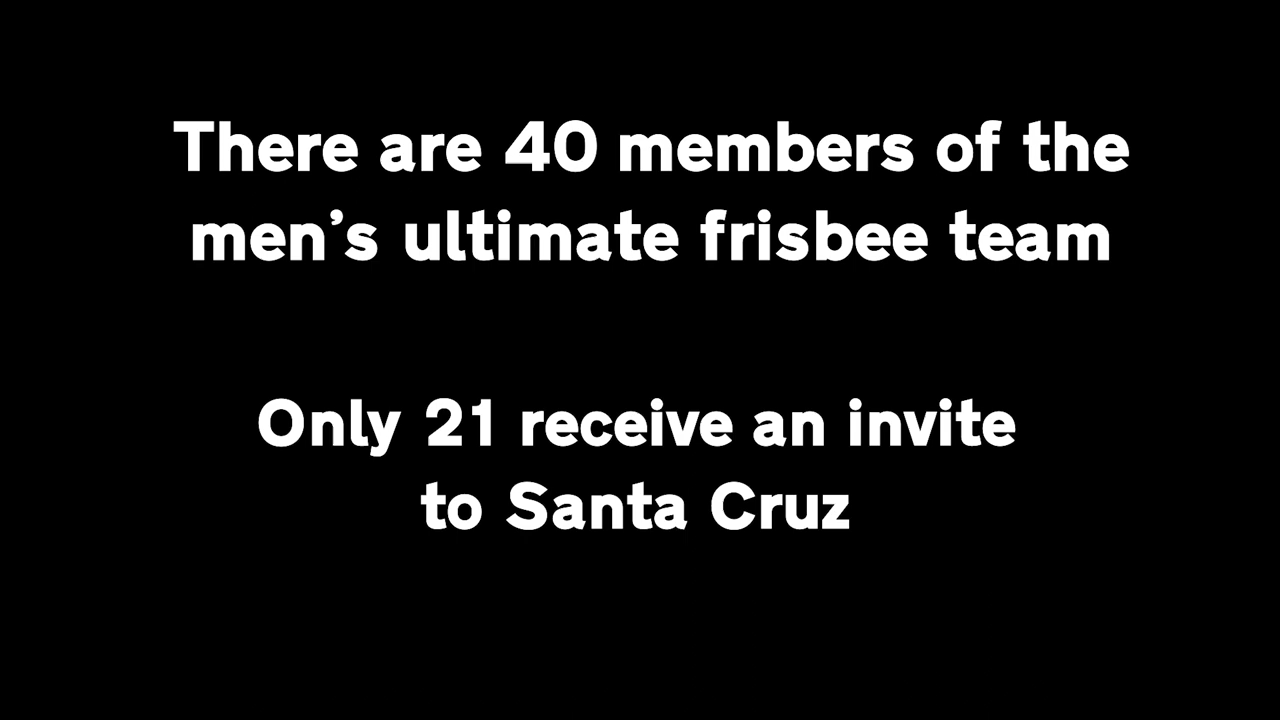 There are 40 members of the
men’s ultimate frisbee team
Only 21 receive an invite
to Santa Cruz